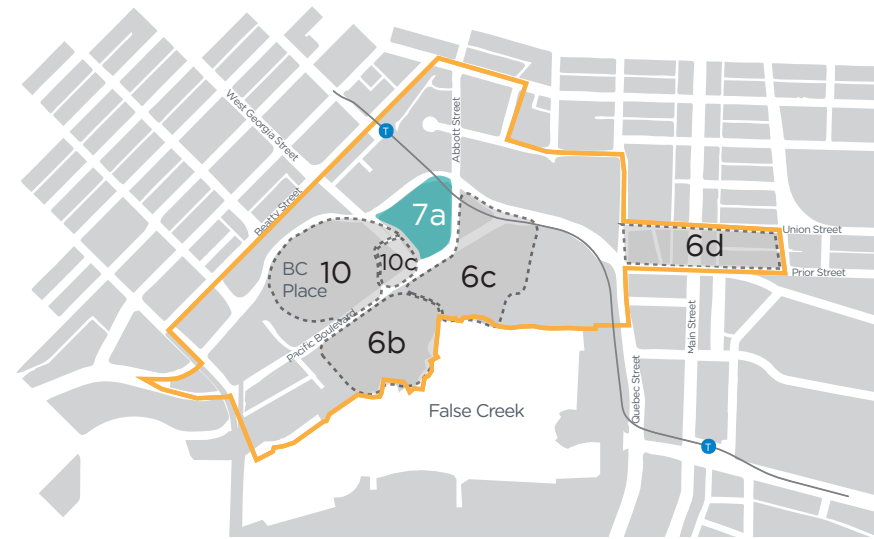 West Georgia Street
Abbott Street
T
Beatty Street
7a
Union Street
6d
10c
BC
Place
10
6c
Prior Street
Pacific Boulevard
6b
Main Street
Quebec Street
False Creek
T